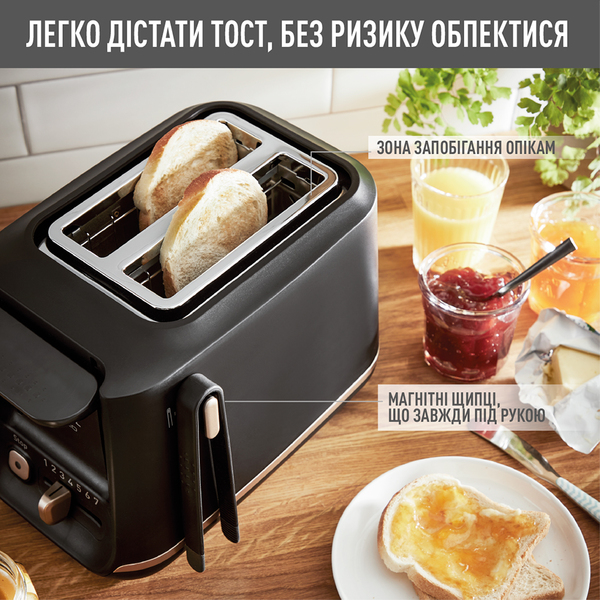 ЛЕГКО ДІСТАТИ ТОСТ, БЕЗ РИЗИКУ ОБПЕКТИСЯ
ЗОНА ЗАПОБІГАННЯ ОПІКАМ
МАГНІТНІ ЩИПЦІ,
ЩО ЗАВЖДИ ПІД РУКОЮ
Stop
1 2 3 4 5 6 7